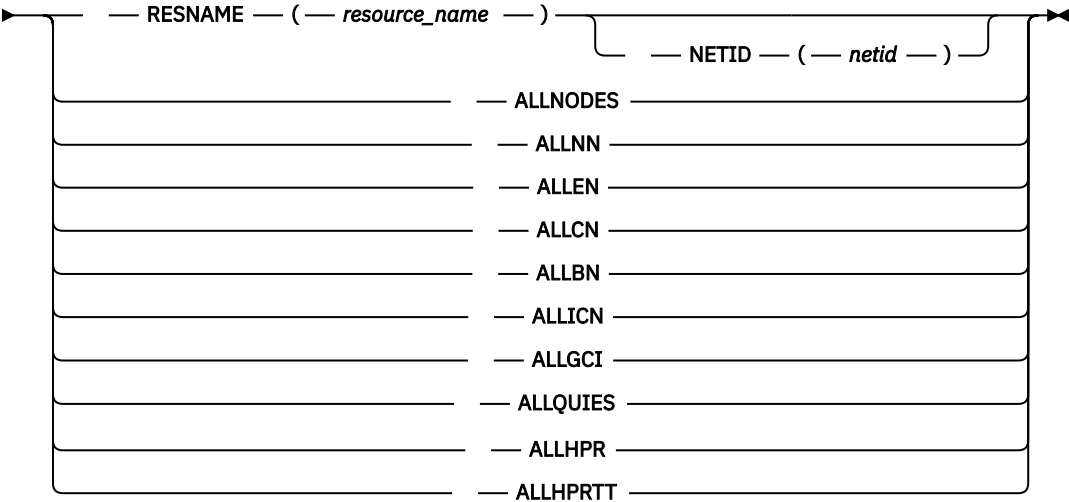 RESNAME ( resource_name )
NETID ( netid )
ALLNODES
ALLNN
ALLEN
ALLCN
ALLBN
ALLICN
ALLGCI
ALLQUIES
ALLHPR
ALLHPRTT